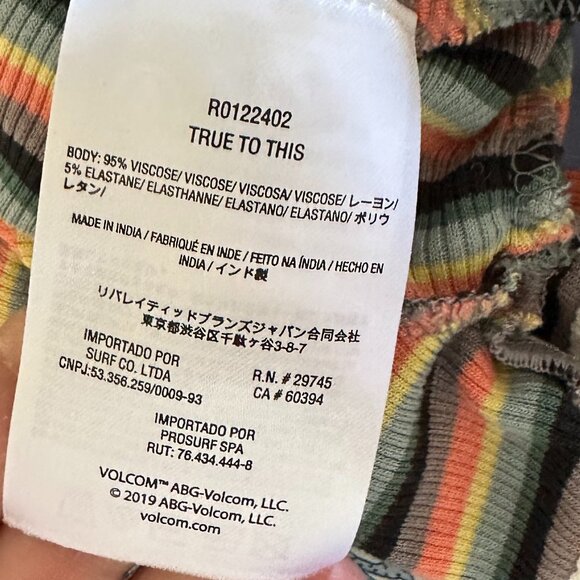 R0122402
TRUE TO THIS
BODY: 95% VISCOSE/ VISCOSE/ VISCOSA/ VISCOSE/ レーヨン/
5% ELASTANE/ ELASTHANNE/ ELASTANO/ ELASTANO/ ポリウ
レタン/
MADE IN INDIA / FABRIQUÉ EN INDE / FEITO NA ÍNDIA / HECHO EN
INDIA / インド製
リバレイティッドブランズジャパン合同会社
東京都渋谷区千駄ヶ谷3-8-7
IMPORTADO POR
SURF CO. LTDA
CNPJ:53.356.259/0009-93
R.N. # 29745
CA # 60394
IMPORTADO POR
PROSURF SPA
RUT: 76.434.444-8
VOLCOM™ ABG-Volcom, LLC.
© 2019 ABG-Volcom, LLC.
volcom.com